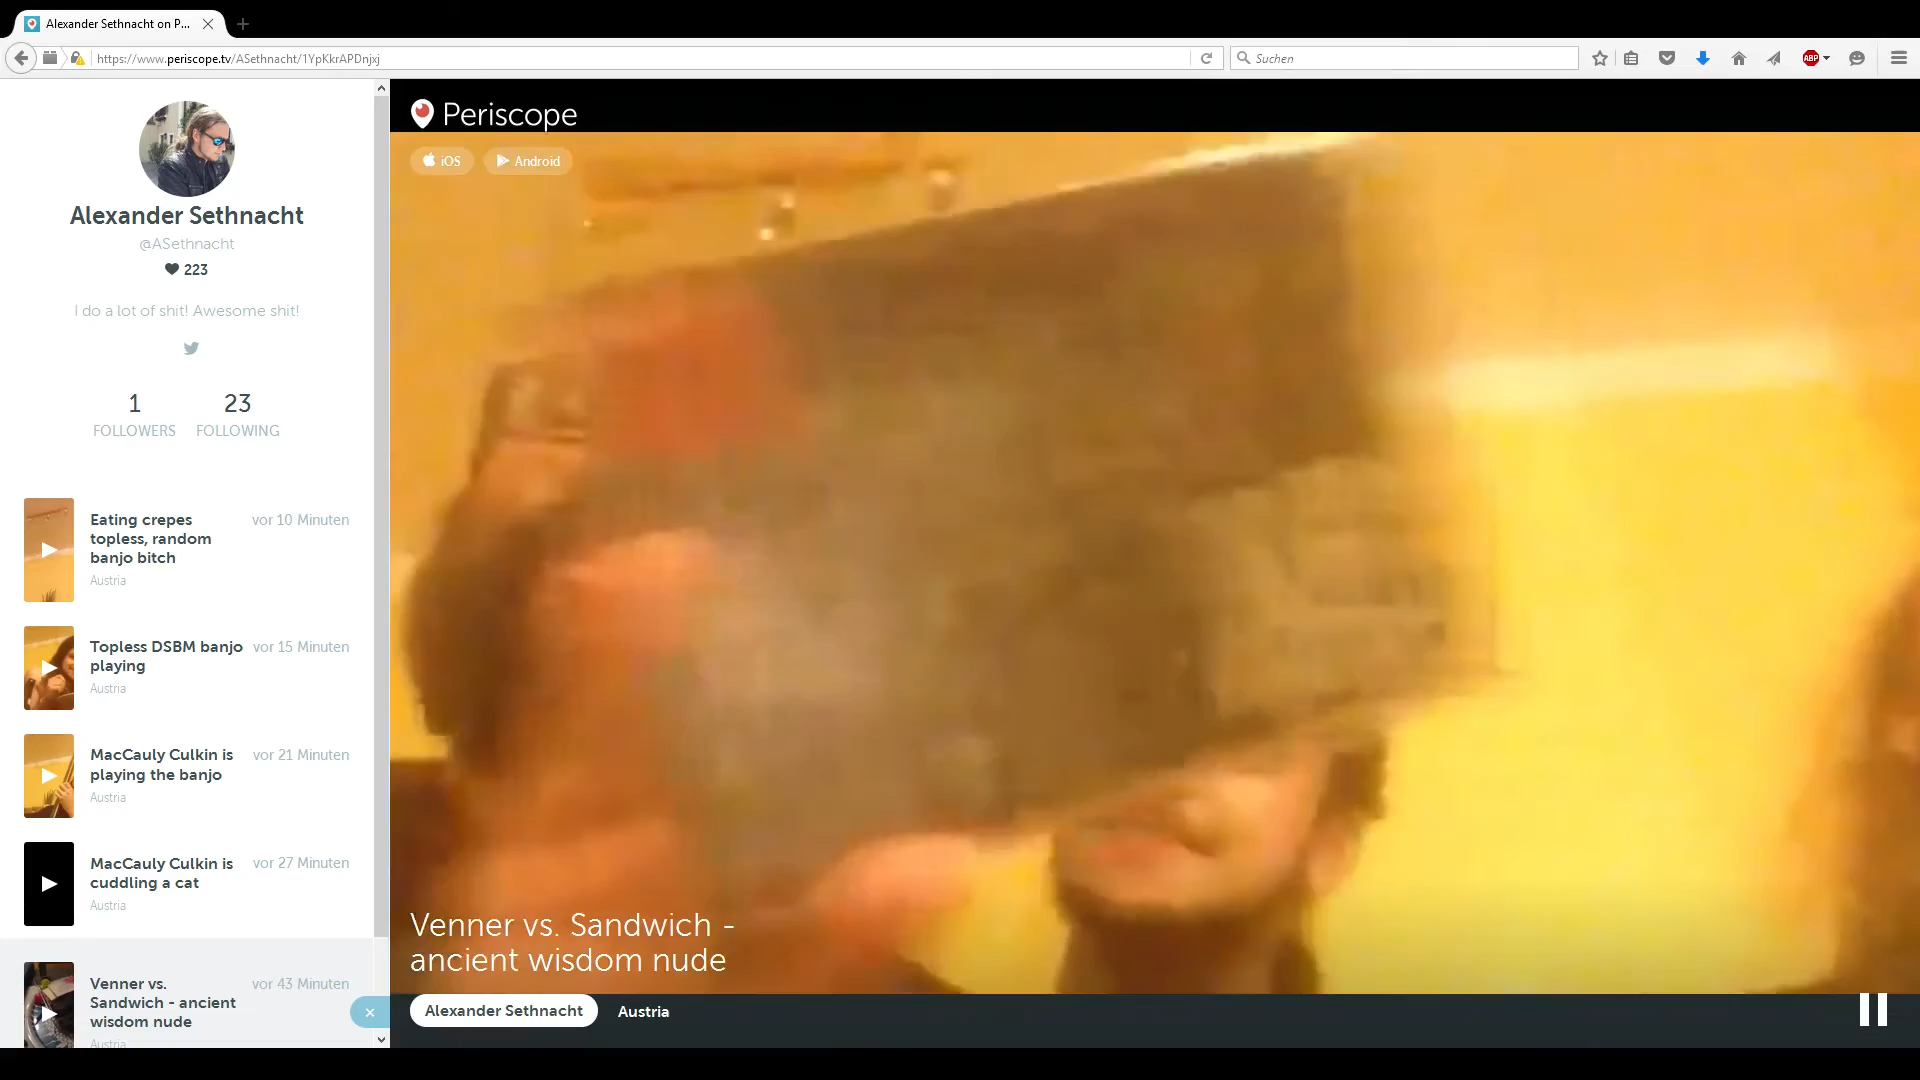 Alexander Sethnacht on P...
https://www.periscope.tv/ASethnacht/1YpKkrAPDnjxj
Suchen
ABP
Alexander Sethnacht
@ASethnacht
223
I do a lot of shit! Awesome shit!
1
23
FOLLOWERS
FOLLOWING
Eating crepes
topless, random
banjo bitch
vor 10 Minuten
Austria
Topless DSBM banjo
playing
vor 15 Minuten
Austria
MacCauly Culkin is
playing the banjo
vor 21 Minuten
Austria
MacCauly Culkin is
cuddling a cat
vor 27 Minuten
Austria
Venner vs.
Sandwich - ancient
wisdom nude
vor 43 Minuten
Austria
Periscope
iOS
Android
Venner vs. Sandwich -
ancient wisdom nude
Alexander Sethnacht
Austria